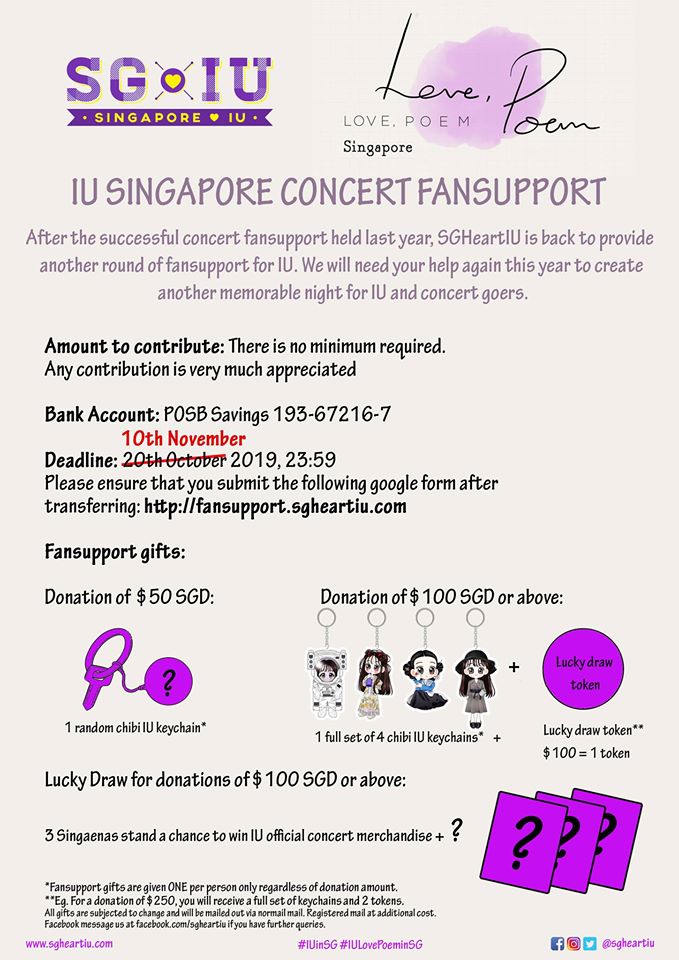 SG IU
• SINGAPORE ♥ IU •
Love, Poem
LOVE, POEM
Singapore
IU SINGAPORE CONCERT FANSUPPORT
After the successful concert fansupport held last year, SGHeartIU is back to provide
another round of fansupport for IU. We will need your help again this year to create
another memorable night for IU and concert goers.
Amount to contribute: There is no minimum required.
Any contribution is very much appreciated
Bank Account: POSB Savings 193-67216-7
10th November
Deadline: 20th October 2019, 23:59
Please ensure that you submit the following google form after
transferring: http://fansupport.sgheartiu.com
Fansupport gifts:
Donation of $50 SGD:
?
1 random chibi IU keychain*
Donation of $100 SGD or above:
+
Lucky draw
token
1 full set of 4 chibi IU keychains* +
Lucky draw token**
$100 = 1 token
Lucky Draw for donations of $100 SGD or above:
3 Singaenas stand a chance to win IU official concert merchandise + ?
? ? ?
*Fansupport gifts are given ONE per person only regardless of donation amount.
**Eg. For a donation of $250, you will receive a full set of keychains and 2 tokens.
All gifts are subjected to change and will be mailed out via normail mail. Registered mail at additional cost.
Facebook message us at facebook.com/sgheartiu if you have further queries.
www.sgheartiu.com
#IUinSG #IULovePoeminSG
@sgheartiu